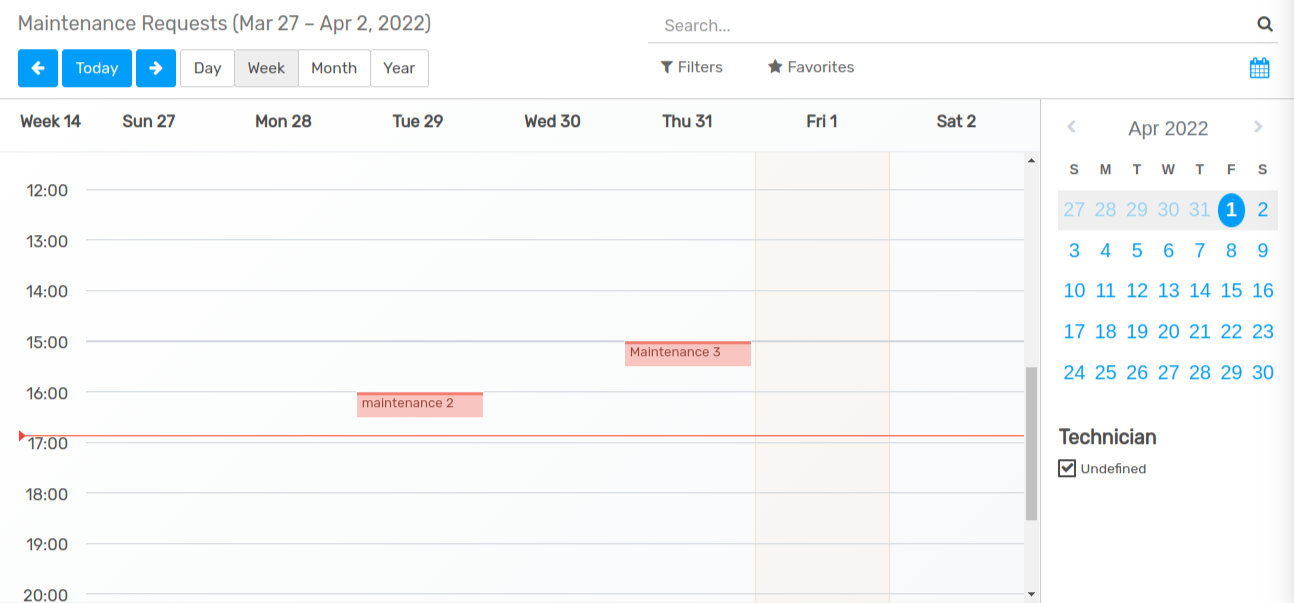 Maintenance Requests (Mar 27 – Apr 2, 2022)
Search...
Today Day Week Month Year
Filters Favorites
Week 14 Sun 27 Mon 28 Tue 29 Wed 30 Thu 31 Fri 1 Sat 2
12:00
13:00
14:00
15:00
Maintenance 3
16:00
maintenance 2
17:00
18:00
19:00
20:00
Apr 2022
S M T W T F S
27 28 29 30 31 1 2
3 4 5 6 7 8 9
10 11 12 13 14 15 16
17 18 19 20 21 22 23
24 25 26 27 28 29 30
Technician
Undefined